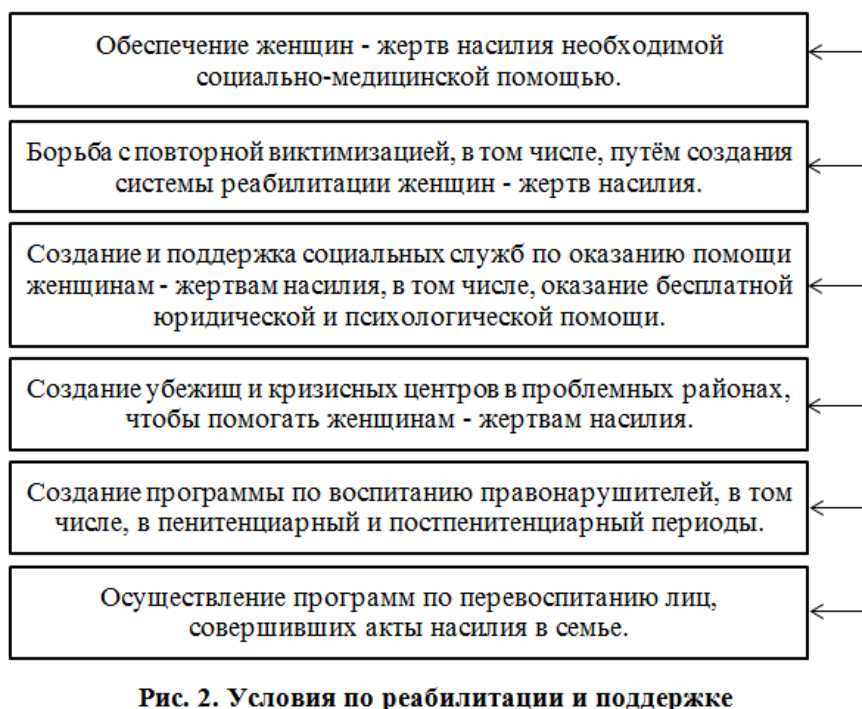 Обеспечение женщин - жертв насилия необходимой
социально-медицинской помощью.
Борьба с повторной виктимизацией, в том числе, путём создания
системы реабилитации женщин - жертв насилия.
Создание и поддержка социальных служб по оказанию помощи
женщинам - жертвам насилия, в том числе, оказание бесплатной
юридической и психологической помощи.
Создание убежищ и кризисных центров в проблемных районах,
чтобы помогать женщинам - жертвам насилия.
Создание программы по воспитанию правонарушителей, в том
числе, в пенитенциарный и постпенитенциарный периоды.
Осуществление программ по перевоспитанию лиц,
совершивших акты насилия в семье.
Рис. 2. Условия по реабилитации и поддержке